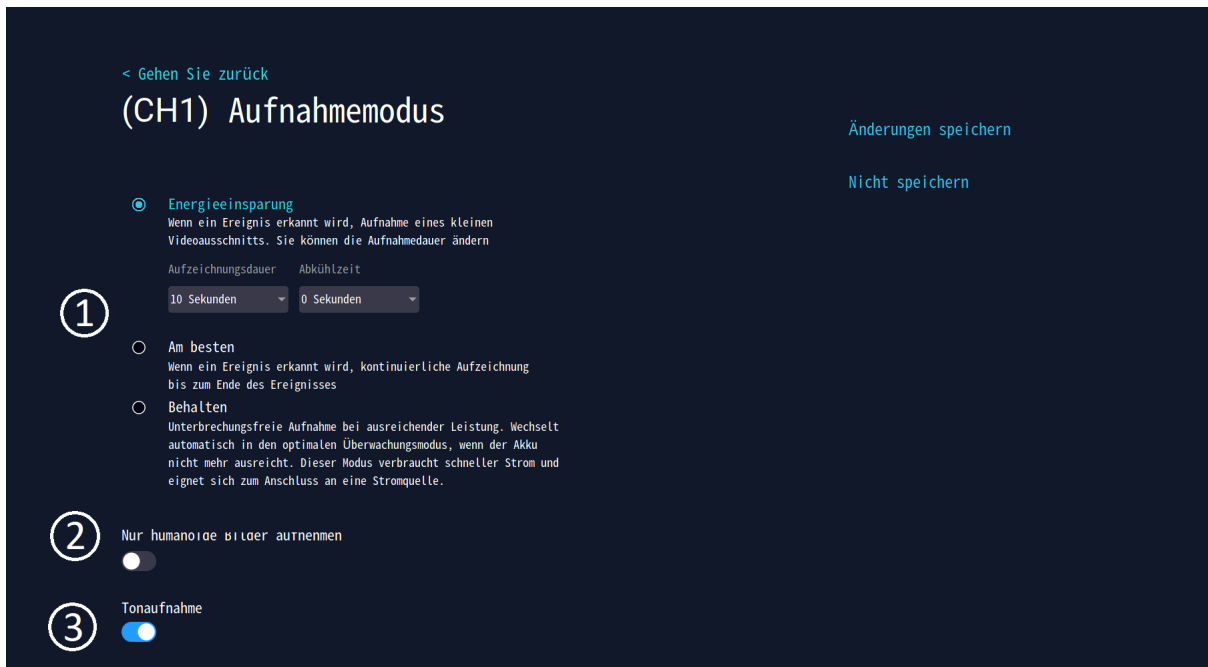 < Gehen Sie zurück
(CH1) Aufnahmemodus
Änderungen speichern
Nicht speichern
Energieeinsparung
Wenn ein Ereignis erkannt wird, Aufnahme eines kleinen
Videoausschnitts. Sie können die Aufnahmedauer ändern
Aufzeichnungsdauer Abkühlzeit
10 Sekunden 0 Sekunden
1
Am besten
Wenn ein Ereignis erkannt wird, kontinuierliche Aufzeichnung
bis zum Ende des Ereignisses
Behalten
Unterbrechungsfreie Aufnahme bei ausreichender Leistung. Wechselt
automatisch in den optimalen Überwachungsmodus, wenn der Akku
nicht mehr ausreicht. Dieser Modus verbraucht schneller Strom und
eignet sich zum Anschluss an eine Stromquelle.
2 Nur humanoide Bilder aufnehmen
Tonaufnahme
3